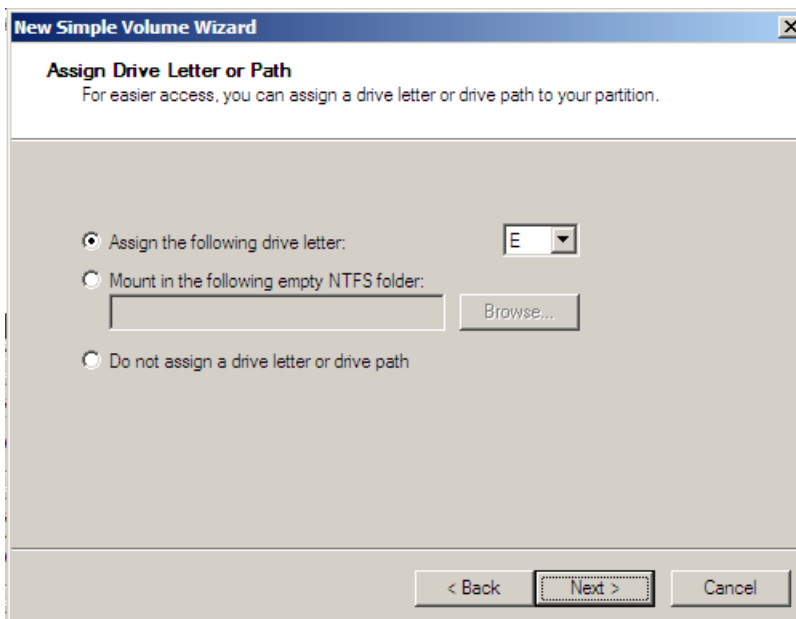 New Simple Volume Wizard
Assign Drive Letter or Path
For easier access, you can assign a drive letter or drive path to your partition.
Assign the following drive letter: E
Mount in the following empty NTFS folder:
Browse...
Do not assign a drive letter or drive path
< Back Next > Cancel